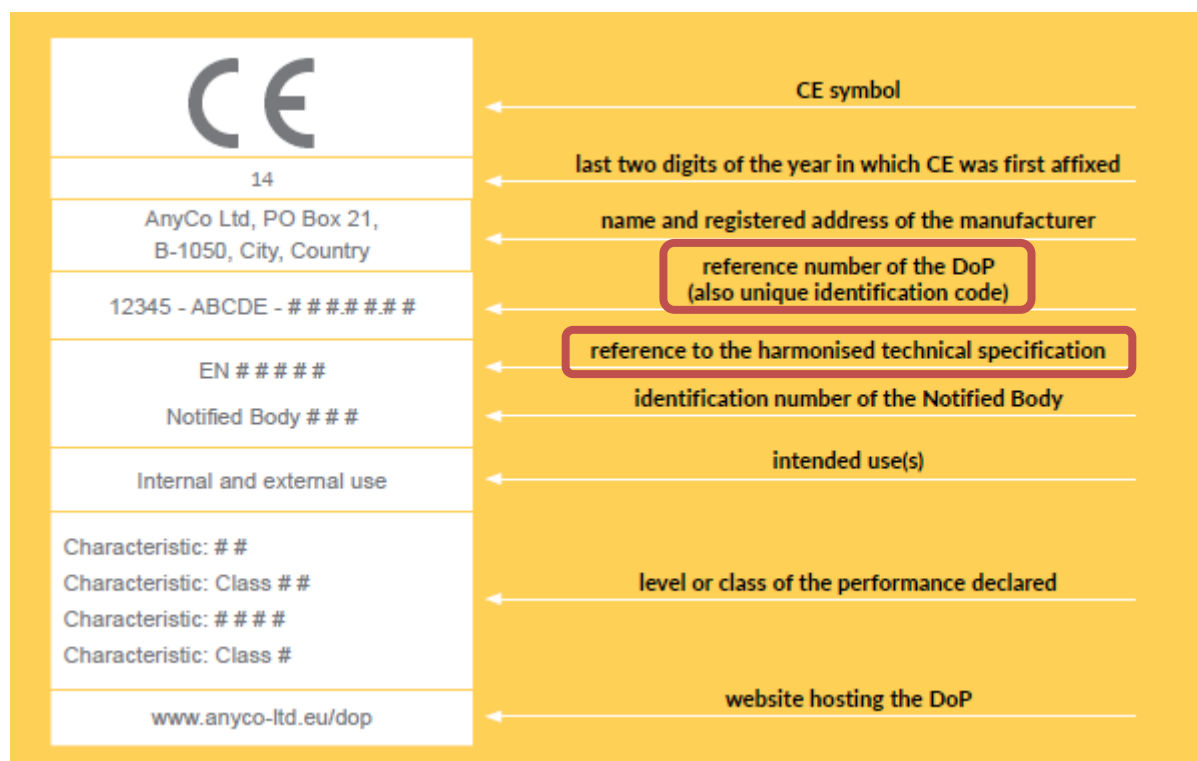 CE
CE symbol
14
last two digits of the year in which CE was first affixed
AnyCo Ltd, PO Box 21,
B-1050, City, Country
name and registered address of the manufacturer
12345 - ABCDE - # # #.# #.# #
reference number of the DoP
(also unique identification code)
EN # # # # #
reference to the harmonised technical specification
Notified Body # # #
identification number of the Notified Body
Internal and external use
intended use(s)
Characteristic: # #
Characteristic: Class # #
Characteristic: # # # #
Characteristic: Class #
level or class of the performance declared
www.anyco-ltd.eu/dop
website hosting the DoP